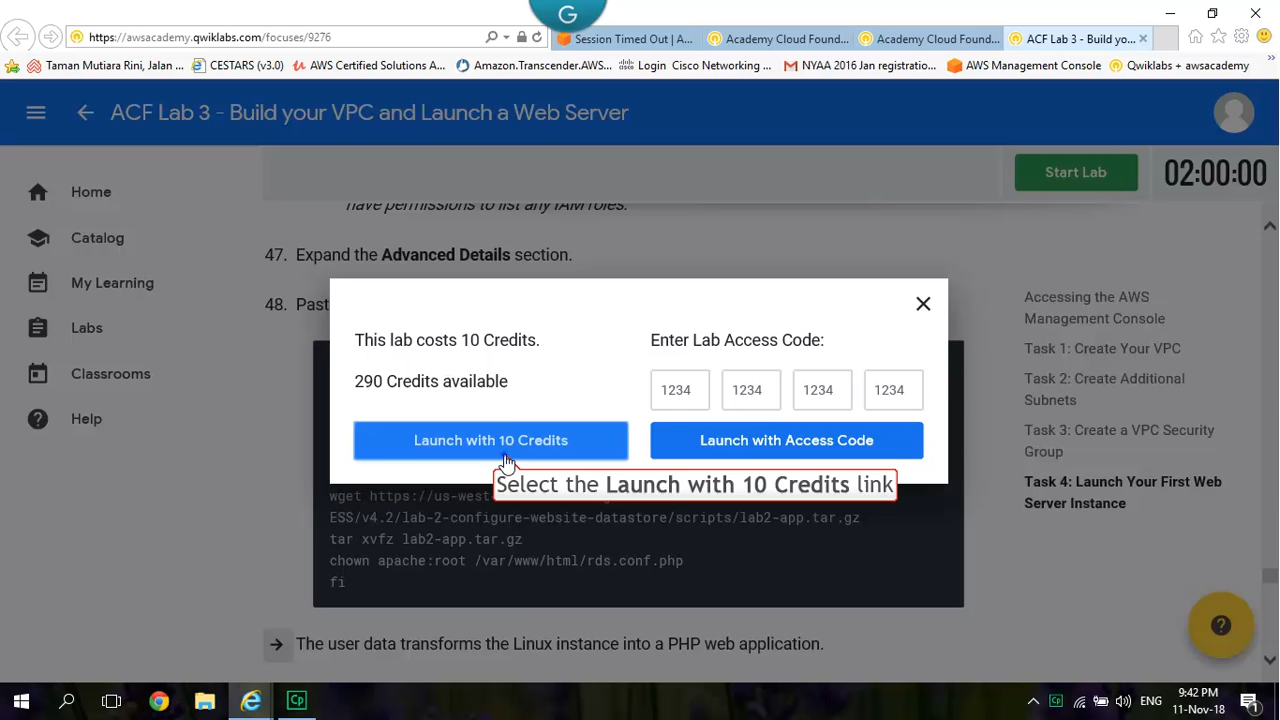 G
https://awsacademy.qwiklabs.com/focuses/9276
Session Timed Out | A...
Academy Cloud Found...
Academy Cloud Found...
ACF Lab 3 - Build yo...
Taman Mutiara Rini, Jalan ...
CESTARS (v3.0)
AWS Certified Solutions A...
Amazon.Transcender.AWS...
Login Cisco Networking ...
NYAA 2016 Jan registratio...
AWS Management Console
Qwiklabs + awsacademy
ACF Lab 3 - Build your VPC and Launch a Web Server
Home
Catalog
My Learning
Labs
Classrooms
Help
Start Lab
02:00:00
have permissions to list any IAM roles.
47. Expand the Advanced Details section.
48. Past
This lab costs 10 Credits.
290 Credits available
Launch with 10 Credits
Enter Lab Access Code:
1234 1234 1234 1234
Launch with Access Code
Select the Launch with 10 Credits link
wget https://us-west
ESS/v4.2/lab-2-configure-website-datastore/scripts/lab2-app.tar.gz
tar xvfz lab2-app.tar.gz
chown apache:root /var/www/html/rds.conf.php
fi
The user data transforms the Linux instance into a PHP web application.
Accessing the AWS
Management Console
Task 1: Create Your VPC
Task 2: Create Additional
Subnets
Task 3: Create a VPC Security
Group
Task 4: Launch Your First Web
Server Instance
Cp
Cp
ENG
9:42 PM
11-Nov-18
1